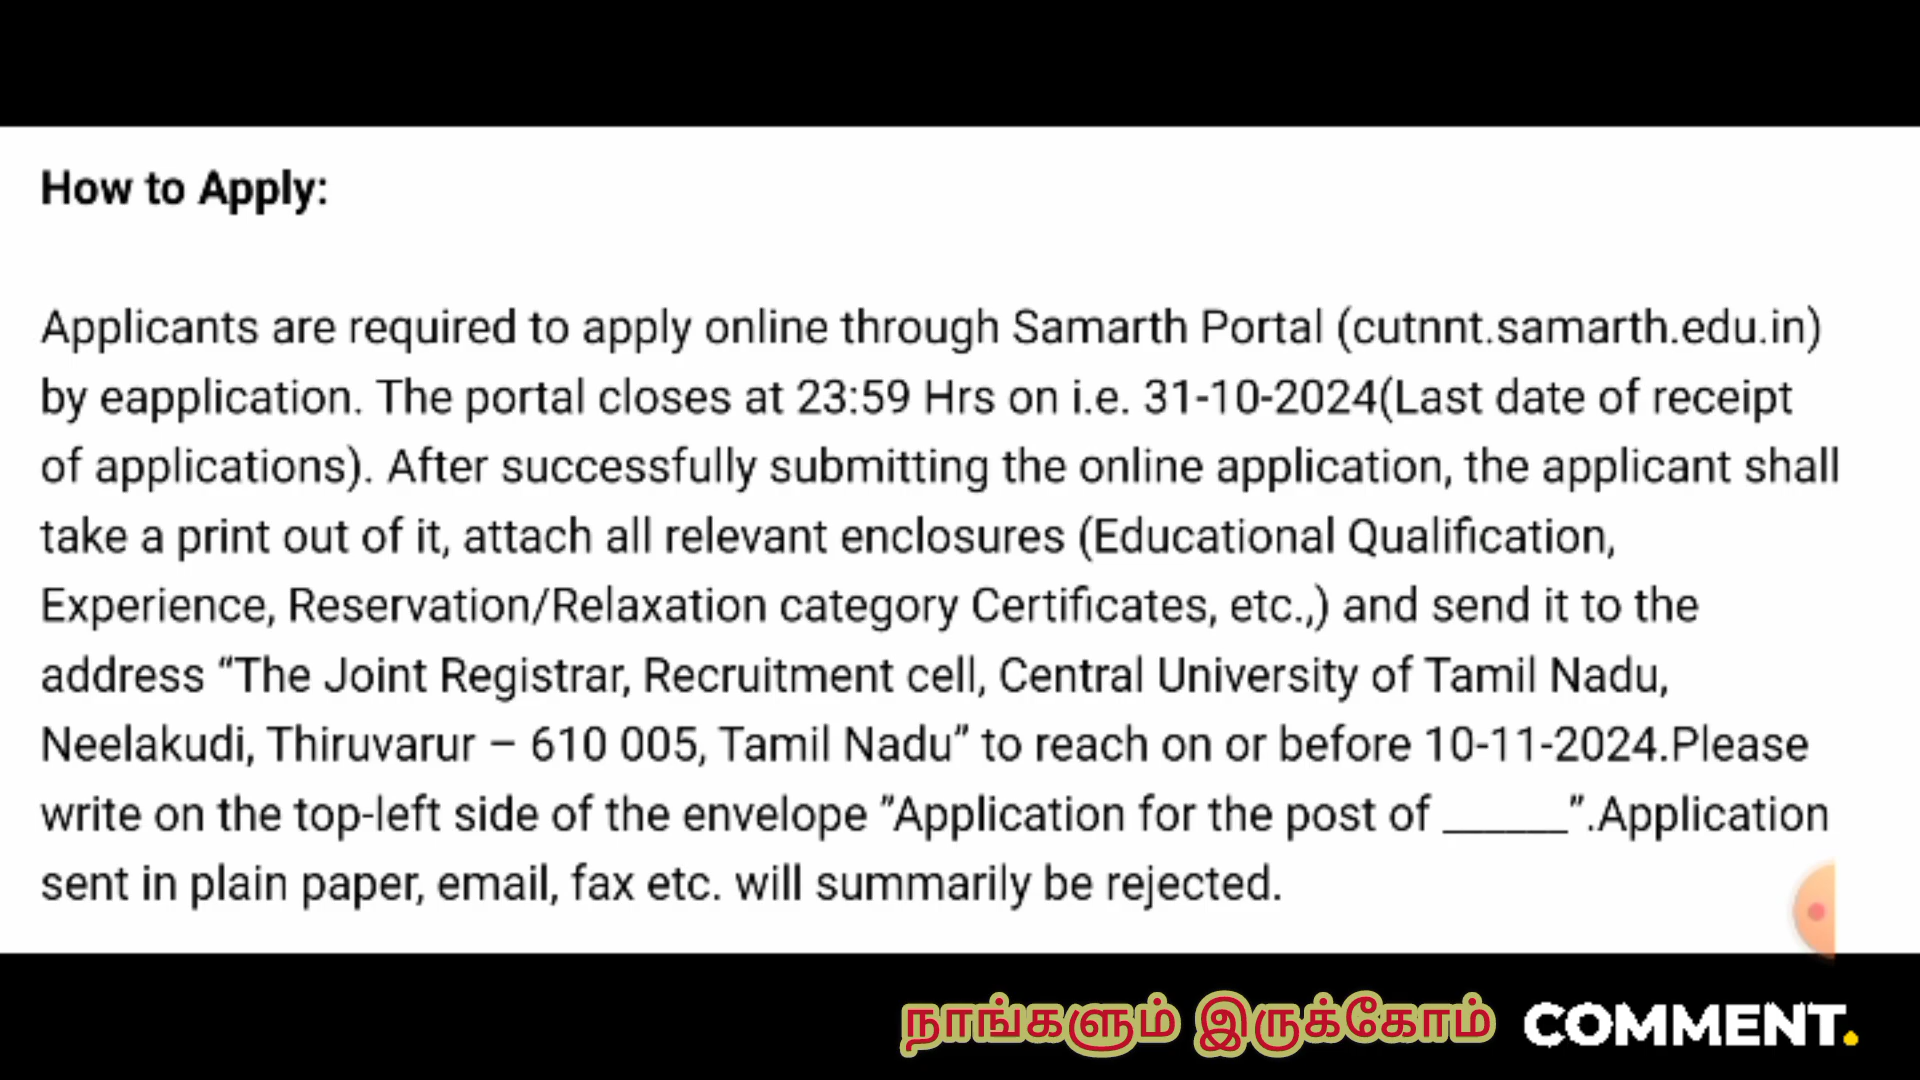 How to Apply:
Applicants are required to apply online through Samarth Portal (cutnnt.samarth.edu.in)
by eapplication. The portal closes at 23:59 Hrs on i.e. 31-10-2024(Last date of receipt
of applications). After successfully submitting the online application, the applicant shall
take a print out of it, attach all relevant enclosures (Educational Qualification,
Experience, Reservation/Relaxation category Certificates, etc.,) and send it to the
address “The Joint Registrar, Recruitment cell, Central University of Tamil Nadu,
Neelakudi, Thiruvarur – 610 005, Tamil Nadu” to reach on or before 10-11-2024.Please
write on the top-left side of the envelope ”Application for the post of ______”.Application
sent in plain paper, email, fax etc. will summarily be rejected.
நாங்களும் இருக்கோம் COMMENT.